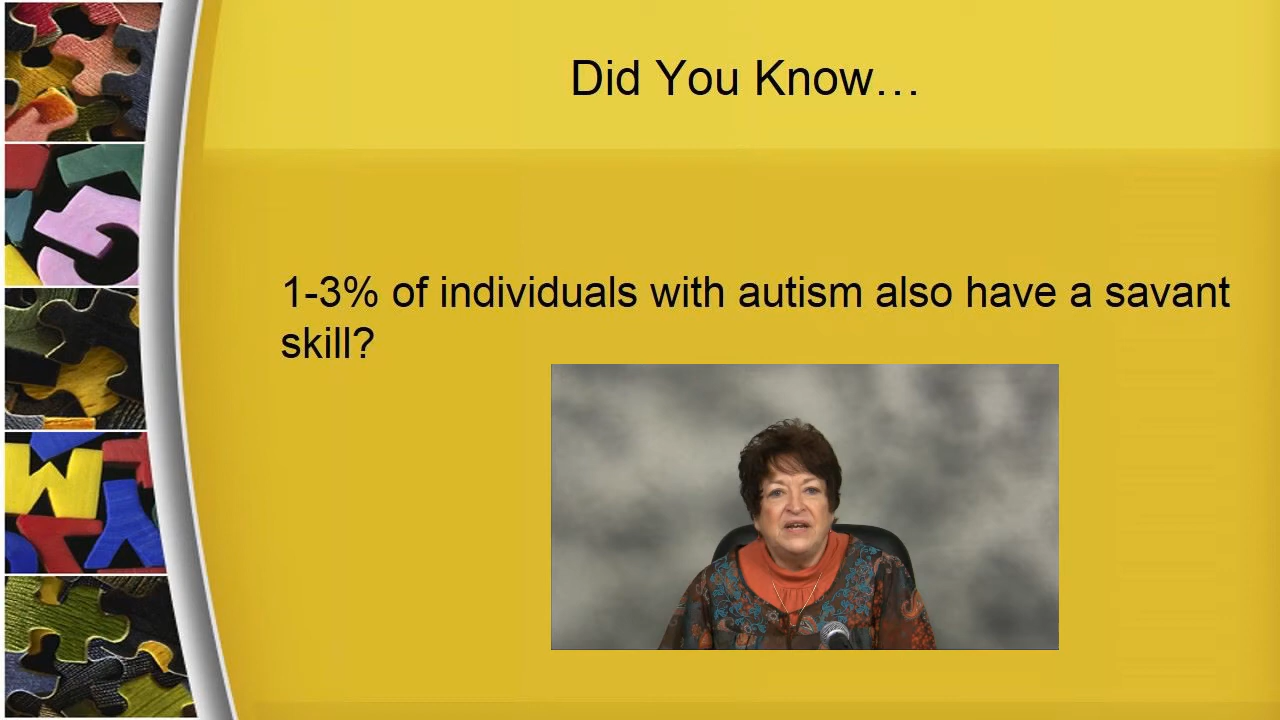 Did You Know…
1-3% of individuals with autism also have a savant
skill?